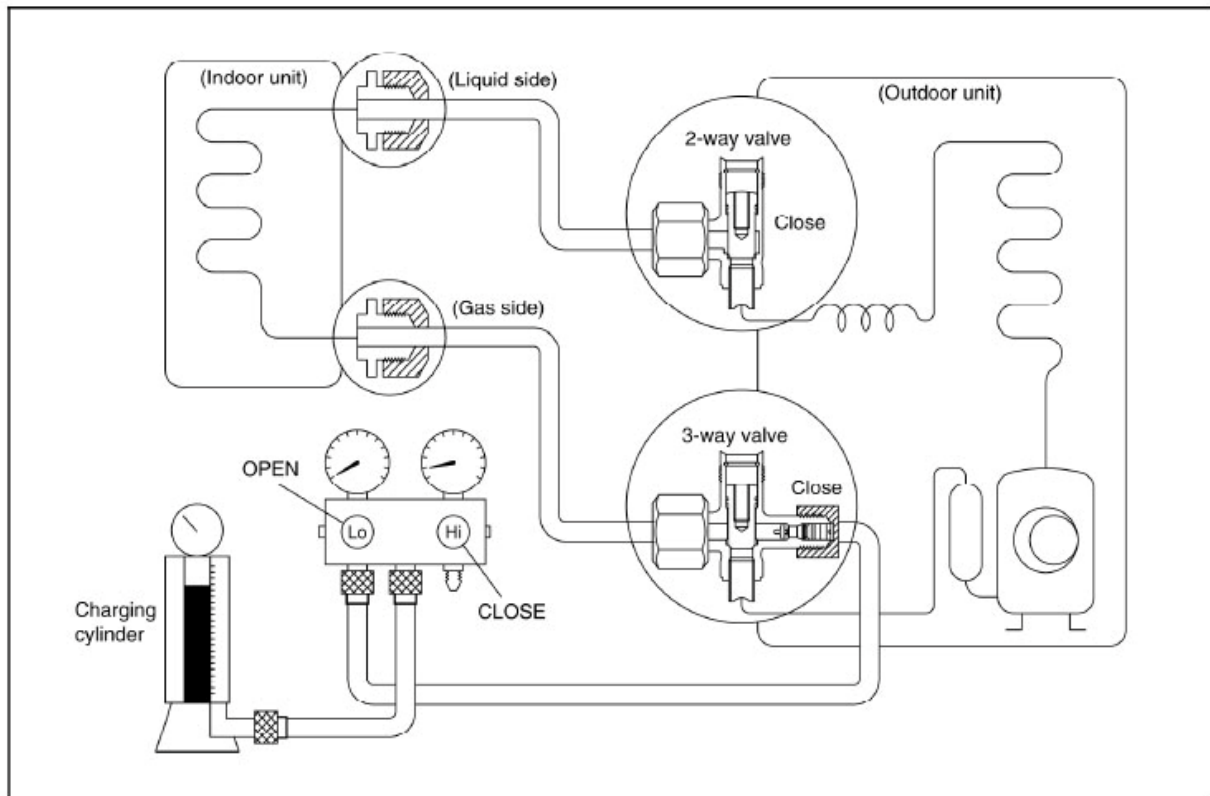 (Indoor unit)
(Liquid side)
(Outdoor unit)
2-way valve
Close
(Gas side)
3-way valve
Close
OPEN
Lo
Hi
CLOSE
Charging
cylinder